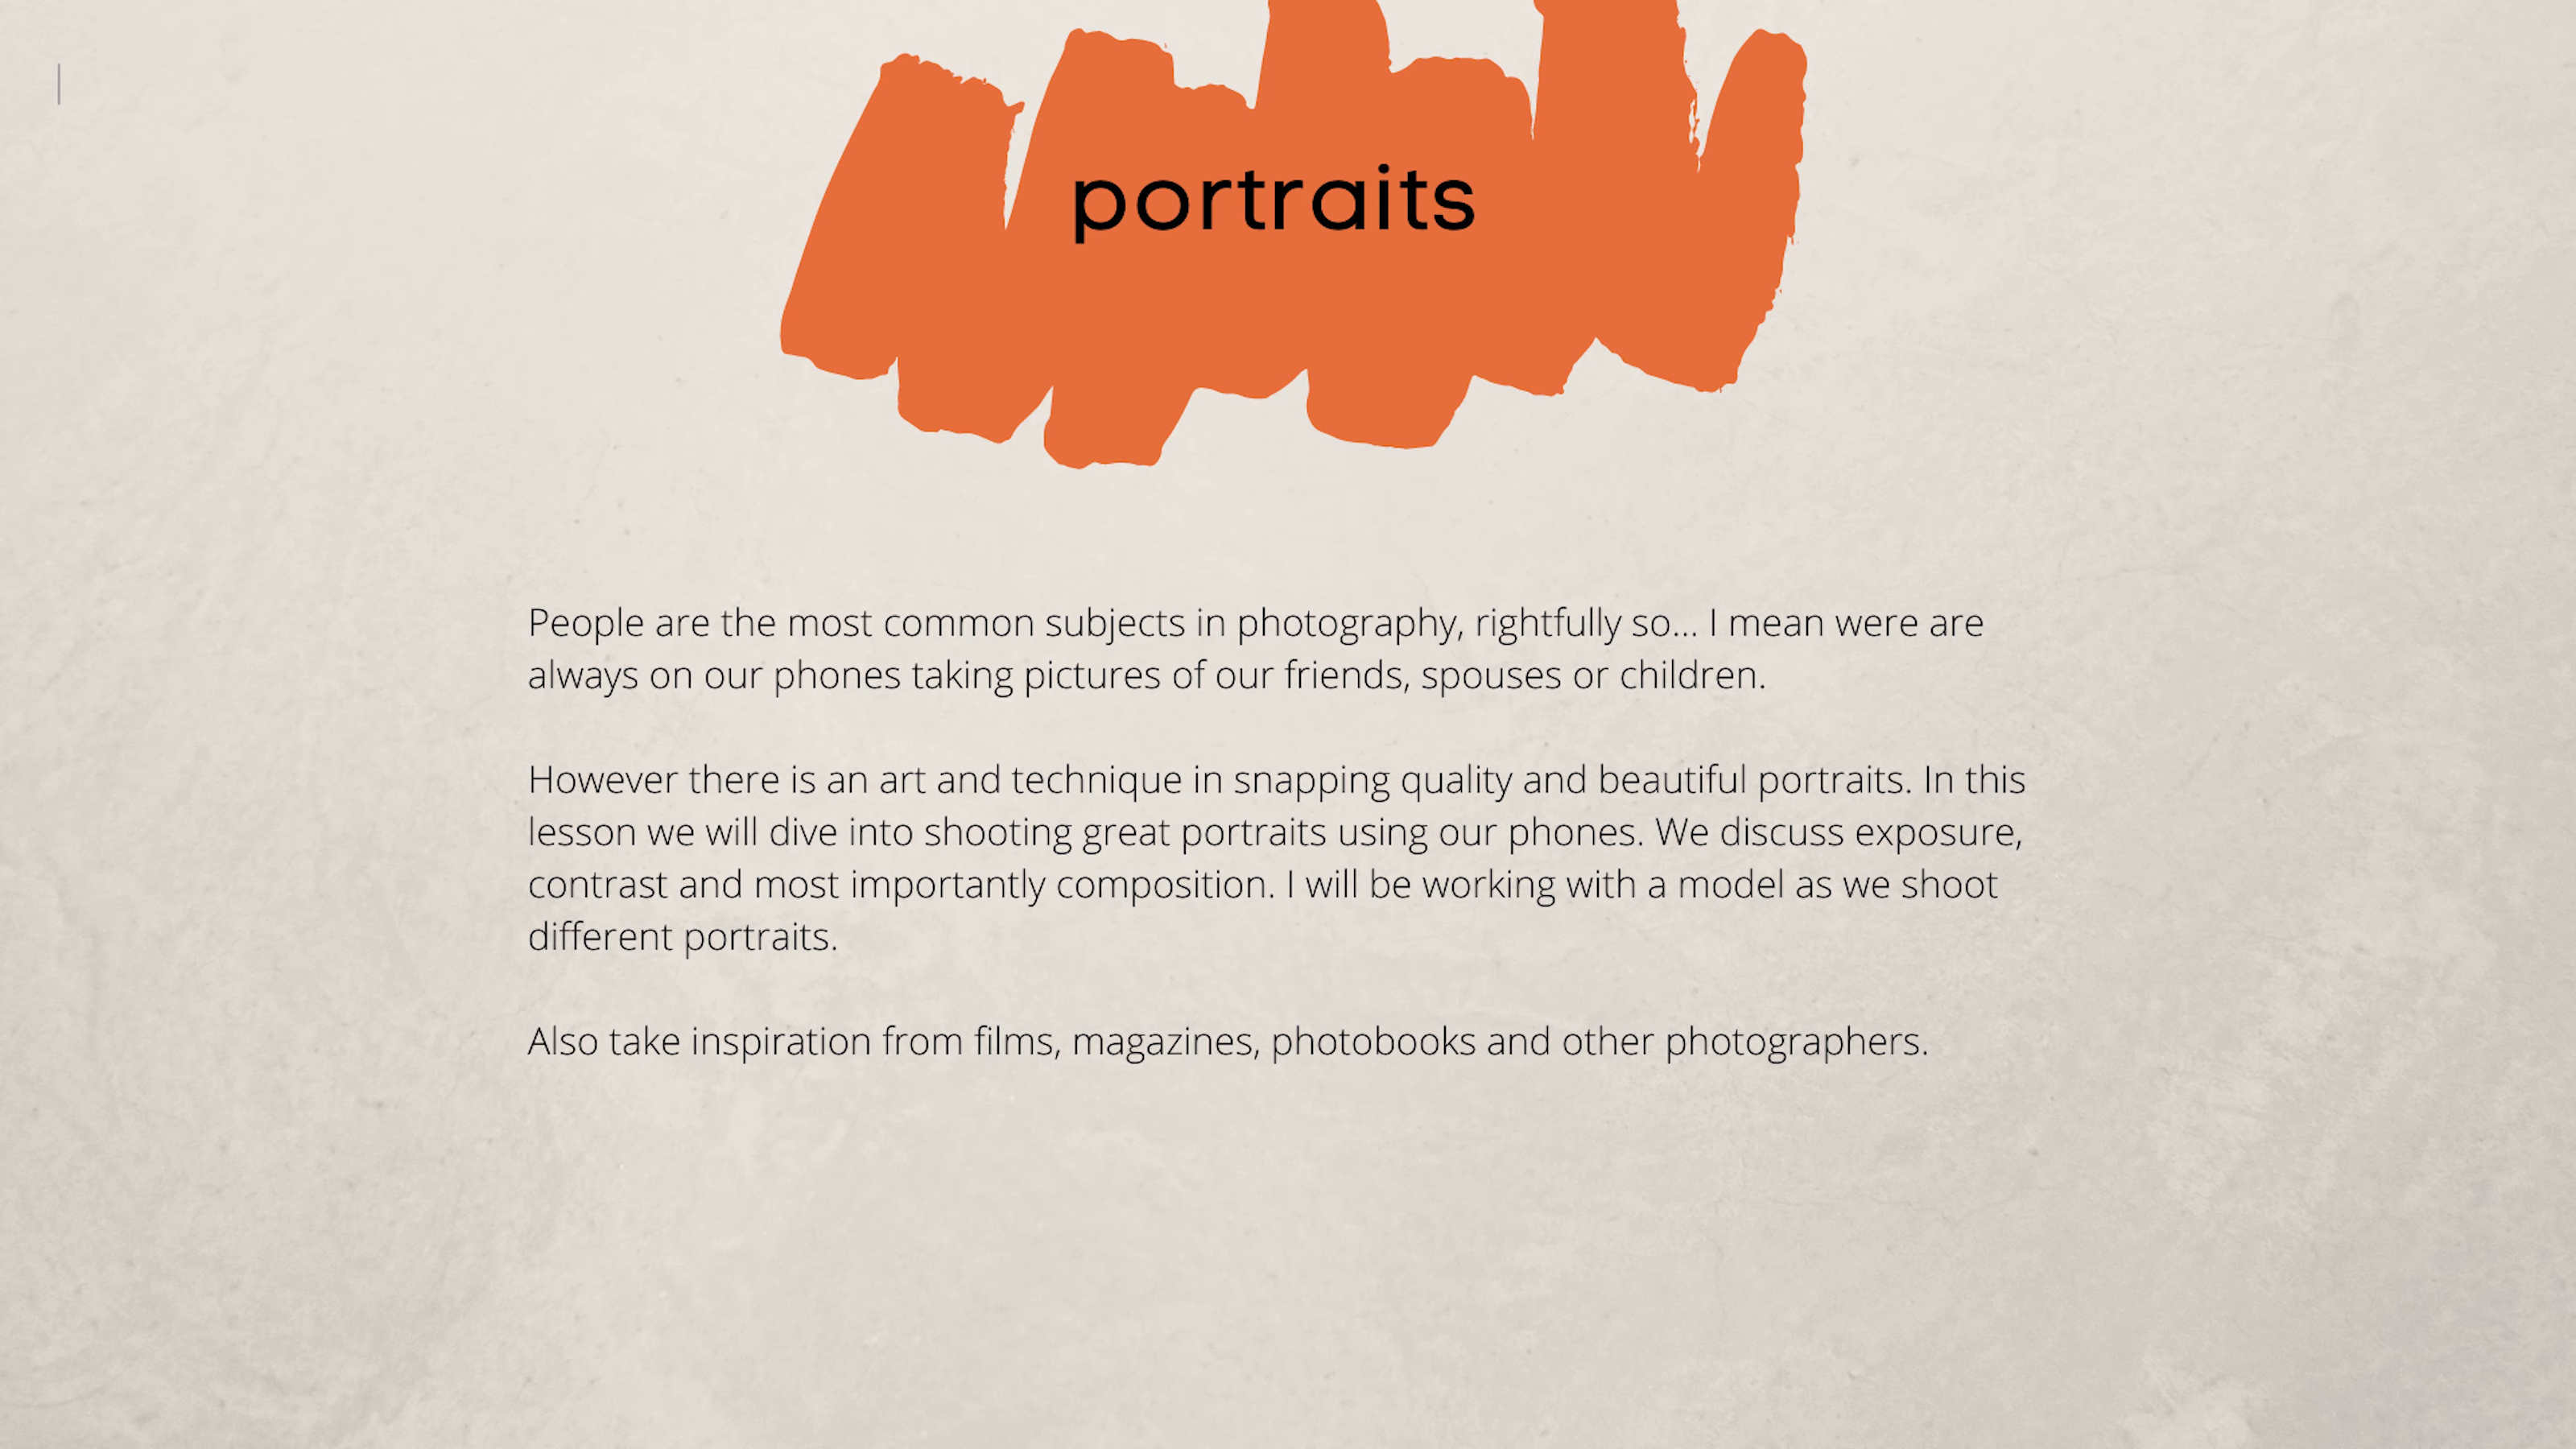 portraits
People are the most common subjects in photography, rightfully so... I mean were are
always on our phones taking pictures of our friends, spouses or children.
However there is an art and technique in snapping quality and beautiful portraits. In this
lesson we will dive into shooting great portraits using our phones. We discuss exposure,
contrast and most importantly composition. I will be working with a model as we shoot
different portraits.
Also take inspiration from films, magazines, photobooks and other photographers.